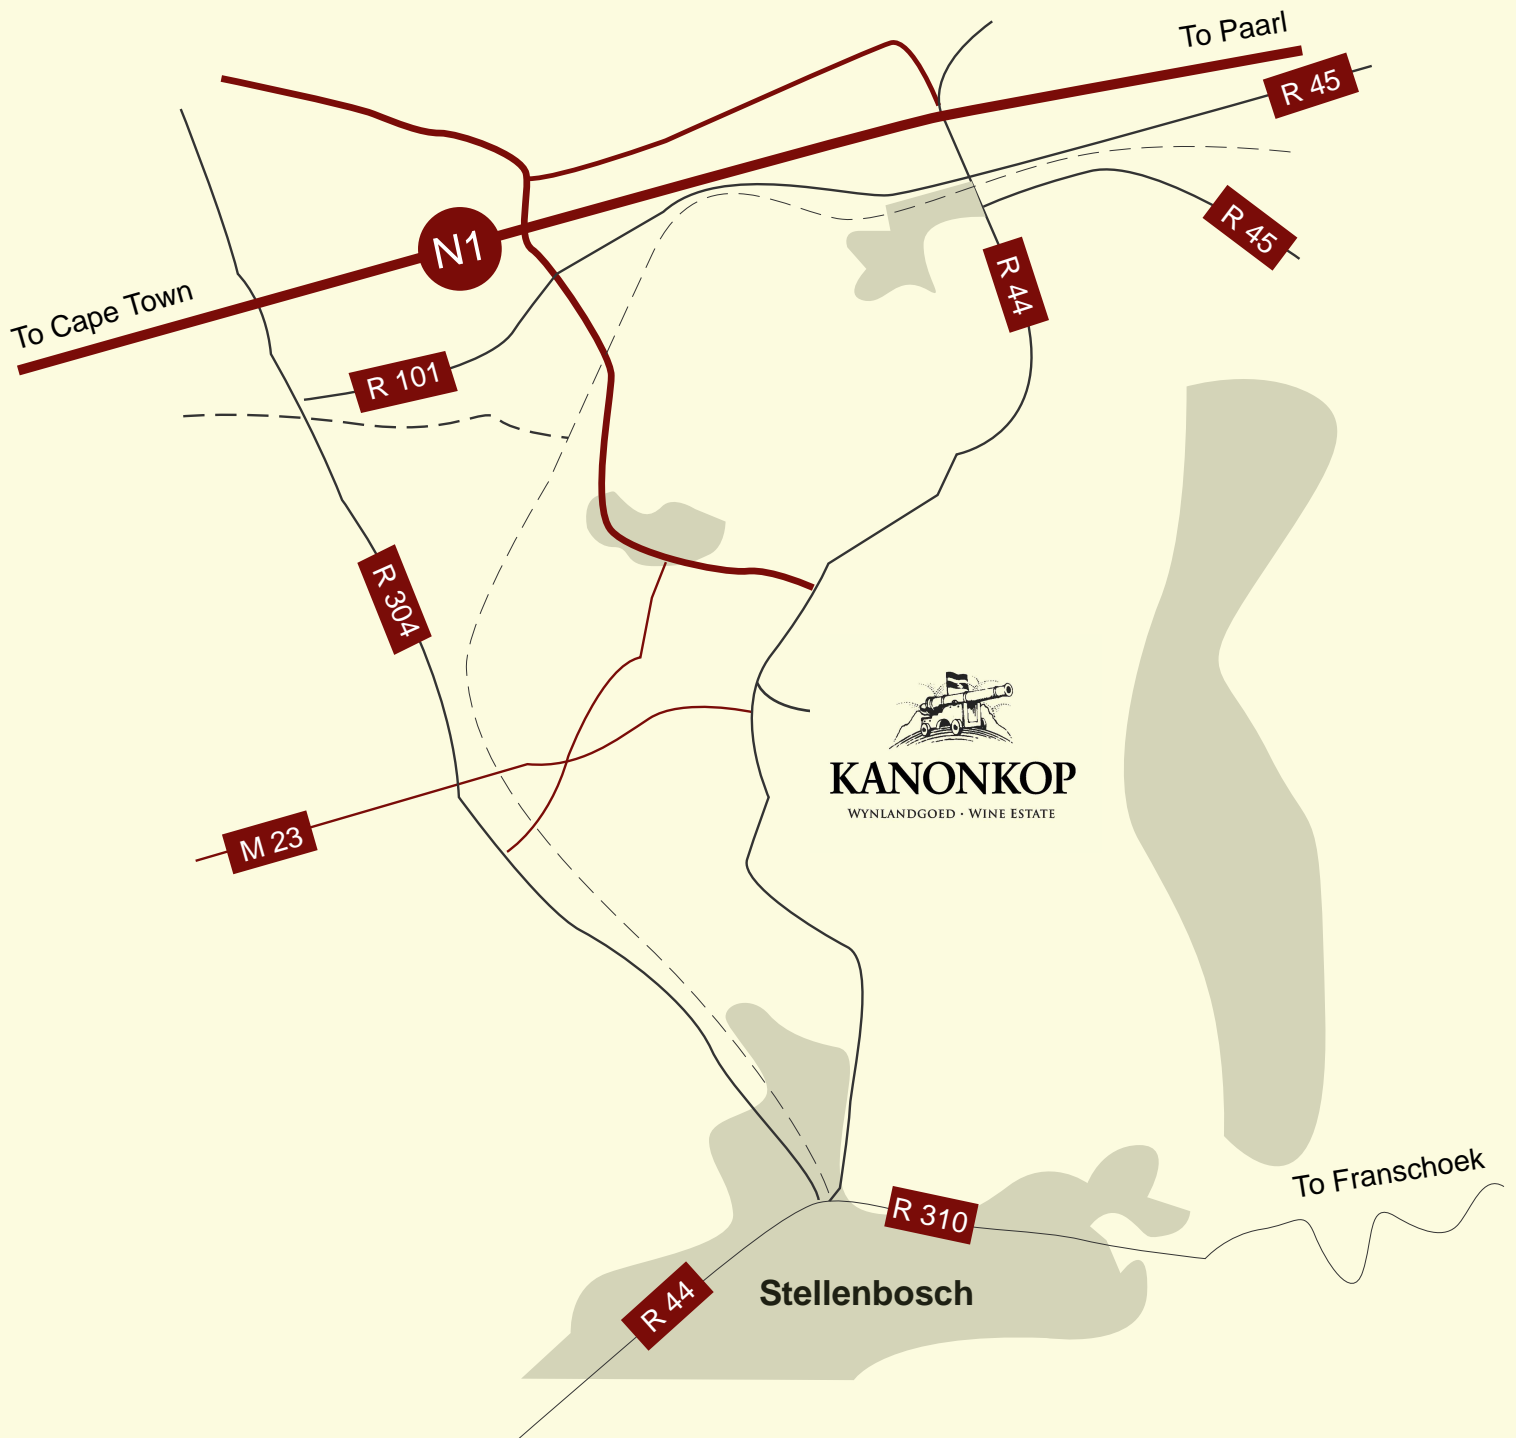 To Paarl
R 45
R 45
N1
R 44
To Cape Town
R 101
R 304
KANONKOP
WYNLANDGOED · WINE ESTATE
M 23
To Franschoek
R 310
Stellenbosch
R 44